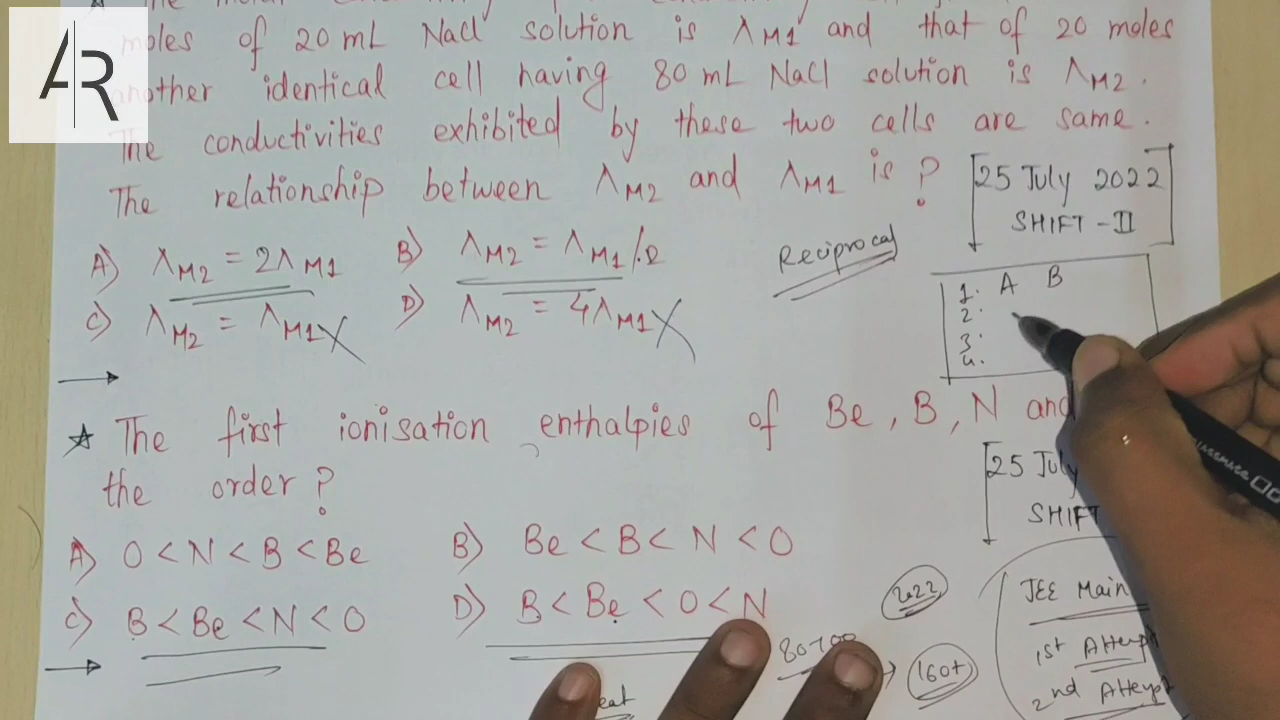 AR
moles of 20 mL NaCl solution is ΛM1 and that of 20 moles
another identical cell having 80 mL NaCl solution is ΛM2.
The conductivities exhibited by these two cells are same.
The relationship between ΛM2 and ΛM1 is ?
[25 July 2022
SHIFT-II]
A) ΛM2 = 2ΛM1 B) ΛM2 = ΛM1/2
C) ΛM2 = ΛM1 X D) ΛM2 = 4ΛM1 X
Reciprocal
A B
1.
2.
3.
4.
☆ The first ionisation enthalpies of Be, B, N and
the order ?
[25 July
SHIFT
A) O < N < B < Be B) Be < B < N < O
C) B < Be < N < O D) B < Be < O < N
2022
80-100
→ 160+
JEE Main
1st Attempt
2nd Attempt